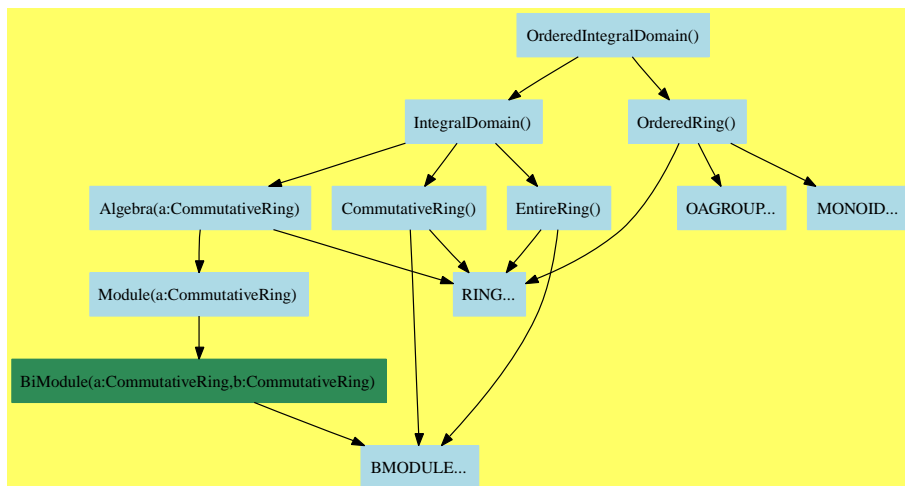 OrderedIntegralDomain()
IntegralDomain()
OrderedRing()
Algebra(a:CommutativeRing)
CommutativeRing()
EntireRing()
OAGROUP...
MONOID...
Module(a:CommutativeRing)
RING...
BiModule(a:CommutativeRing,b:CommutativeRing)
BMODULE...